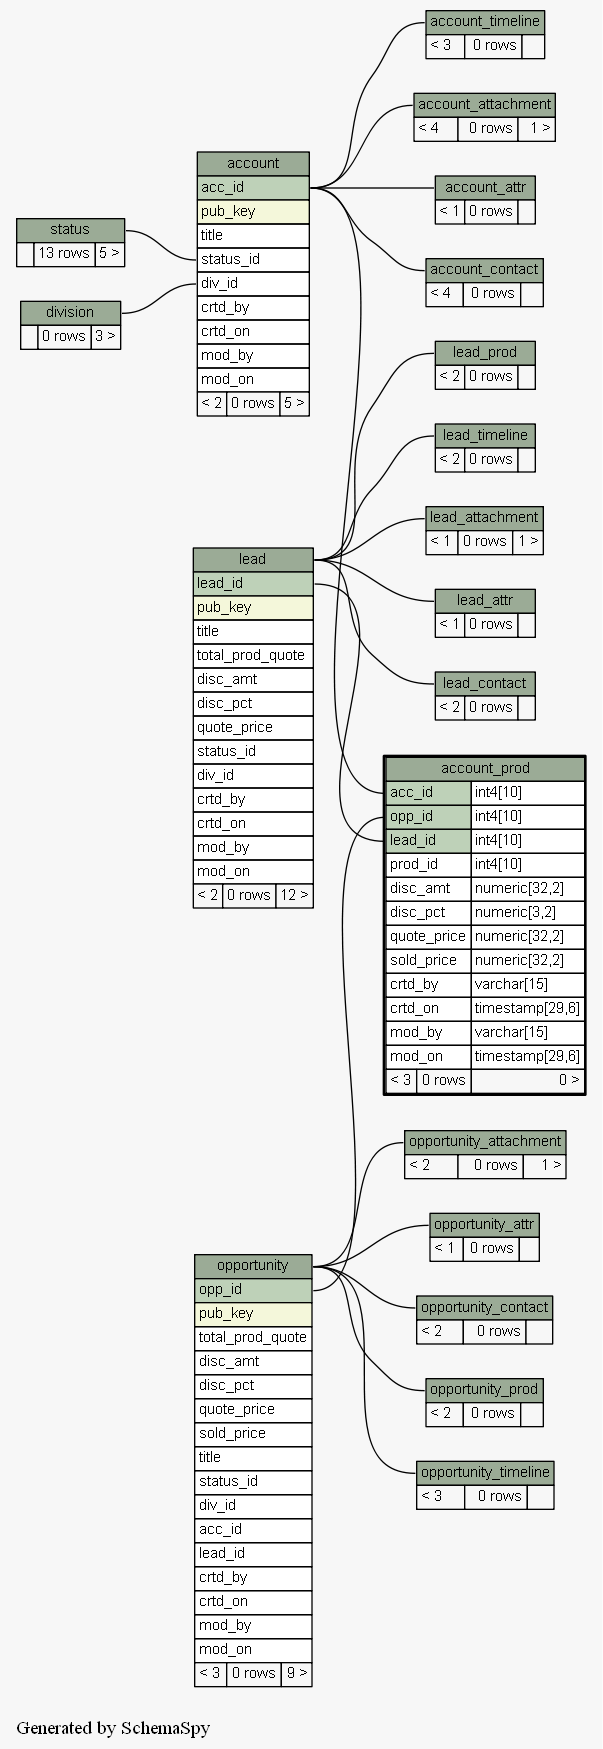 account_timeline
< 3 0 rows
account_attachment
< 4 0 rows 1 >
account_attr
< 1 0 rows
account_contact
< 4 0 rows
account
acc_id
pub_key
title
status_id
div_id
crtd_by
crtd_on
mod_by
mod_on
< 2 0 rows 5 >
status
13 rows 5 >
division
0 rows 3 >
lead_prod
< 2 0 rows
lead_timeline
< 2 0 rows
lead_attachment
< 1 0 rows 1 >
lead_attr
< 1 0 rows
lead_contact
< 2 0 rows
lead
lead_id
pub_key
title
total_prod_quote
disc_amt
disc_pct
quote_price
status_id
div_id
crtd_by
crtd_on
mod_by
mod_on
< 2 0 rows 12 >
account_prod
acc_id int4[10]
opp_id int4[10]
lead_id int4[10]
prod_id int4[10]
disc_amt numeric[32,2]
disc_pct numeric[3,2]
quote_price numeric[32,2]
sold_price numeric[32,2]
crtd_by varchar[15]
crtd_on timestamp[29,6]
mod_by varchar[15]
mod_on timestamp[29,6]
< 3 0 rows 0 >
opportunity_attachment
< 2 0 rows 1 >
opportunity_attr
< 1 0 rows
opportunity_contact
< 2 0 rows
opportunity_prod
< 2 0 rows
opportunity_timeline
< 3 0 rows
opportunity
opp_id
pub_key
total_prod_quote
disc_amt
disc_pct
quote_price
sold_price
title
status_id
div_id
acc_id
lead_id
crtd_by
crtd_on
mod_by
mod_on
< 3 0 rows 9 >
Generated by SchemaSpy